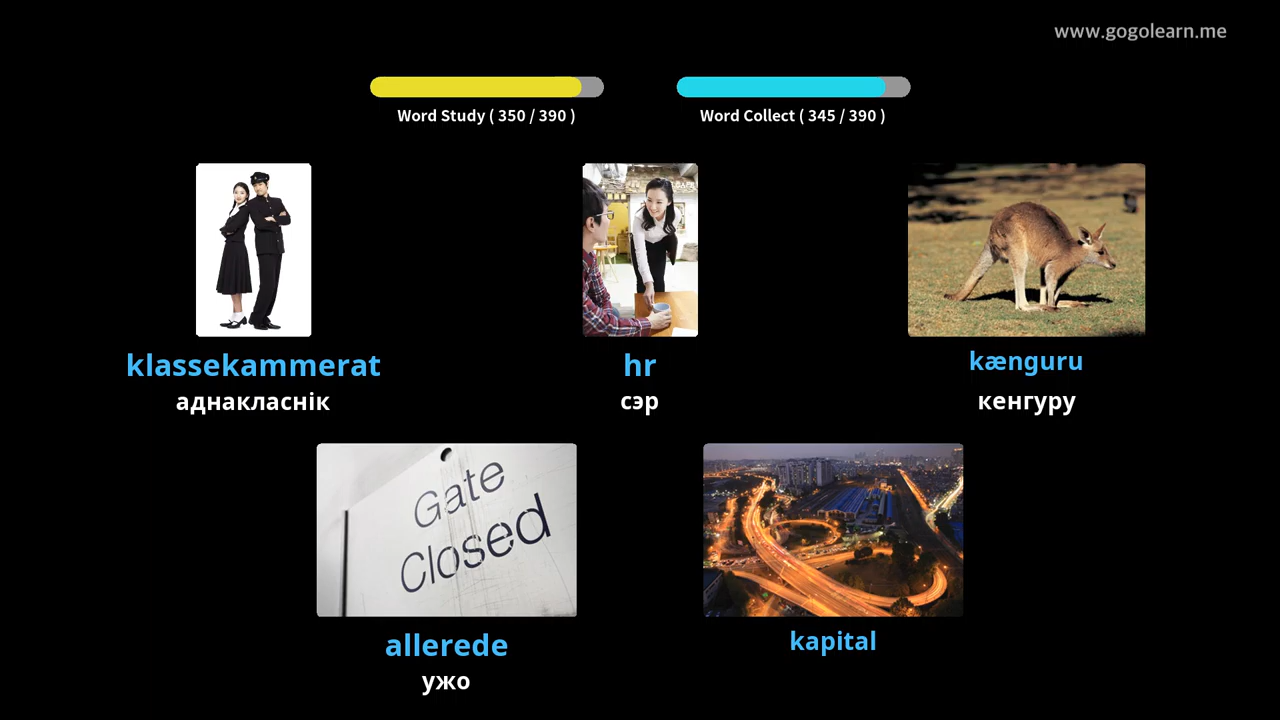 www.gogolearn.me
Word Study ( 350 / 390 )
Word Collect ( 345 / 390 )
klassekammerat
аднакласнік
hr
сэр
kænguru
кенгуру
Gate
Closed
allerede
ужо
kapital